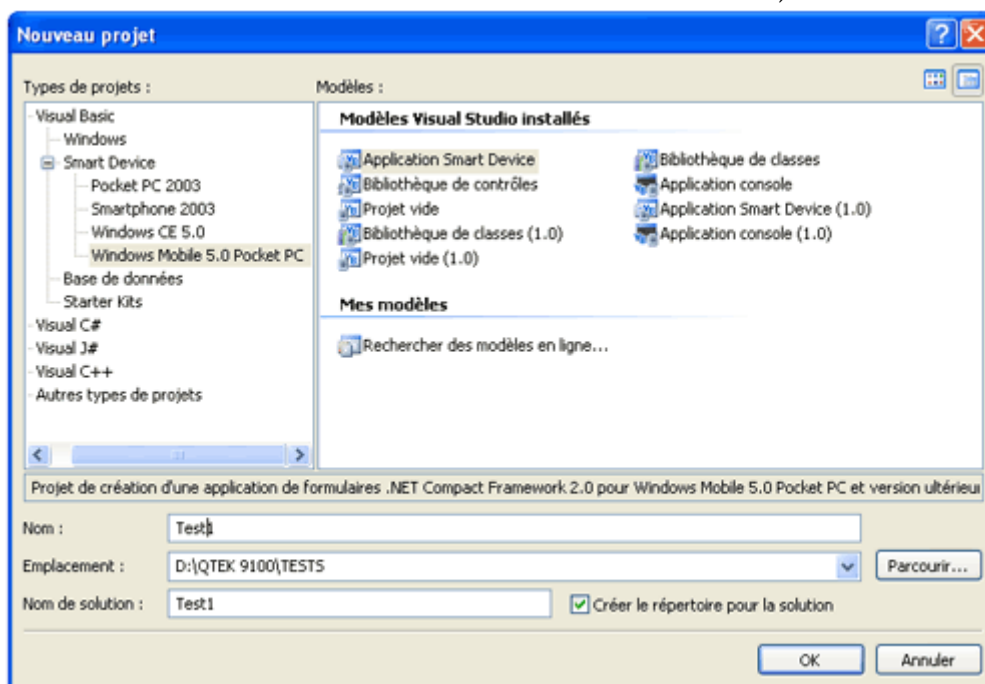 Nouveau projet
Types de projets :
Modèles :
Visual Basic
Windows
Smart Device
Pocket PC 2003
Smartphone 2003
Windows CE 5.0
Windows Mobile 5.0 Pocket PC
Base de données
Starter Kits
Visual C#
Visual J#
Visual C++
Autres types de projets
Modèles Visual Studio installés
Application Smart Device
Bibliothèque de classes
Bibliothèque de contrôles
Application console
Projet vide
Application Smart Device (1.0)
Bibliothèque de classes (1.0)
Application console (1.0)
Projet vide (1.0)
Mes modèles
Rechercher des modèles en ligne...
Projet de création d'une application de formulaires .NET Compact Framework 2.0 pour Windows Mobile 5.0 Pocket PC et version ultérieur
Nom :
Test1
Emplacement :
D:\QTEK 9100\TESTS
Parcourir...
Nom de solution :
Test1
Créer le répertoire pour la solution
OK
Annuler